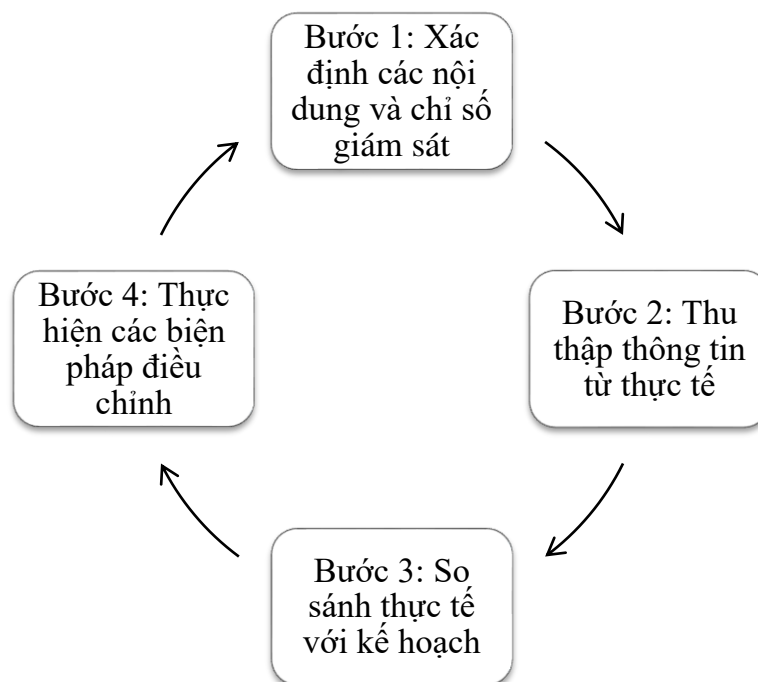 Bước 1: Xác
định các nội
dung và chỉ số
giám sát
Bước 2: Thu
thập thông tin
từ thực tế
Bước 3: So
sánh thực tế
với kế hoạch
Bước 4: Thực
hiện các biện
pháp điều
chỉnh